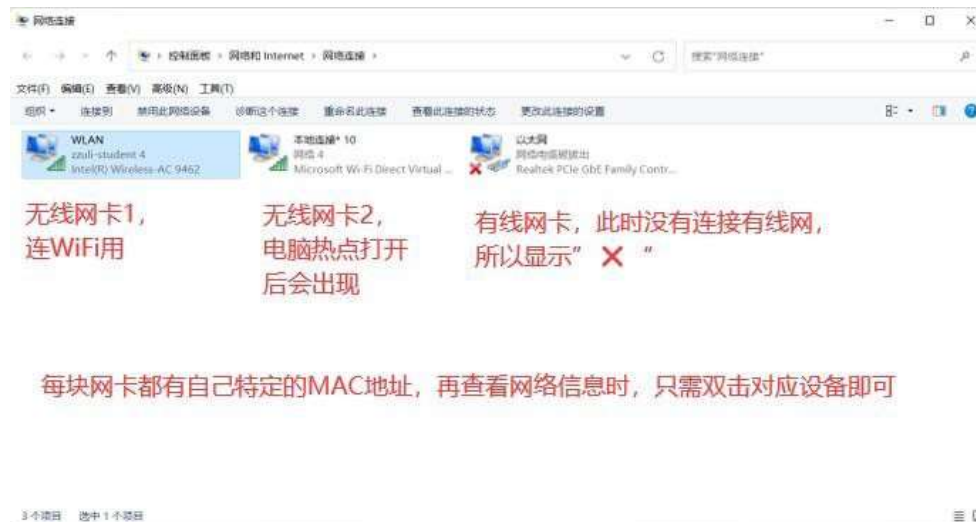 网络连接
控制面板 › 网络和 Internet › 网络连接 ›
搜索"网络连接"
文件(F) 编辑(E) 查看(V) 高级(N) 工具(T)
组织 连接到 禁用此网络设备 诊断这个连接 重命名此连接 查看此连接的状态 更改此连接的设置
WLAN
zzuli-student 4
Intel(R) Wireless-AC 9462
本地连接* 10
网络 4
Microsoft Wi-Fi Direct Virtual ...
以太网
网络电缆被拔出
Realtek PCIe GbE Family Contr...
无线网卡1,
连WiFi用
无线网卡2,
电脑热点打开
后会出现
有线网卡,此时没有连接有线网,
所以显示” ❌ “
每块网卡都有自己特定的MAC地址,再查看网络信息时,只需双击对应设备即可
3 个项目 选中 1 个项目